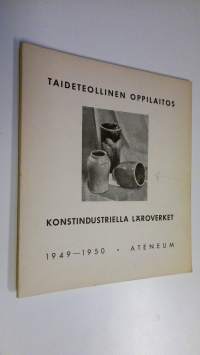 TAIDETEOLLINEN OPPILAITOS
KONSTINDUSTRIELLA LÄROVERKET
1949—1950 • ATENEUM